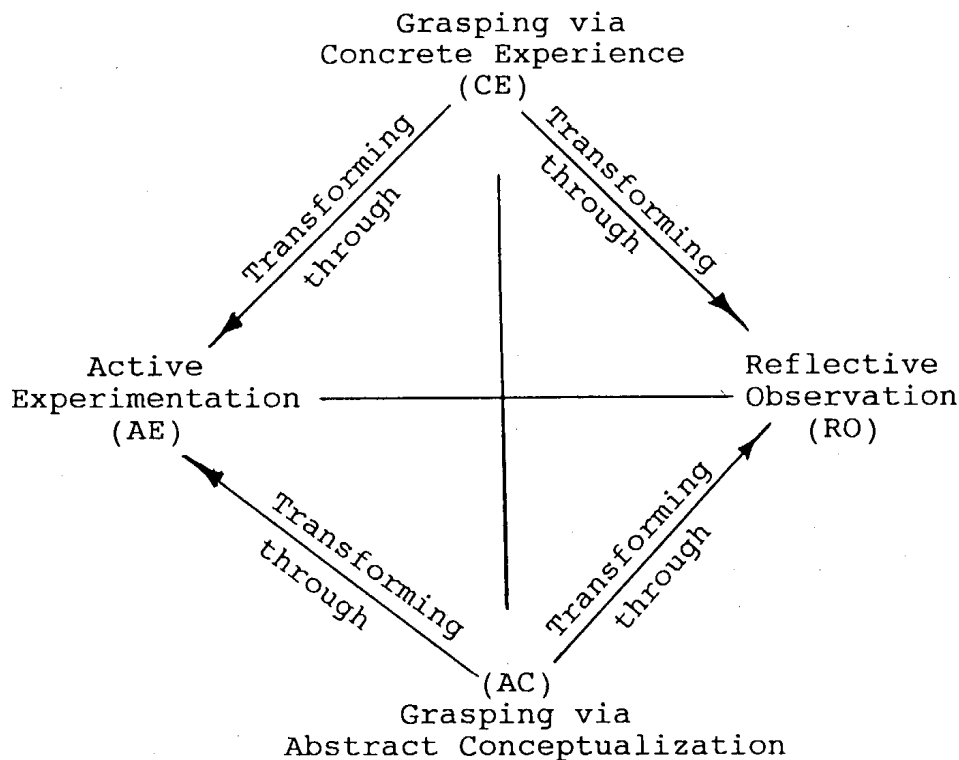 Grasping via
Concrete Experience
(CE)
Transforming
through
Transforming
through
Active
Experimentation
(AE)
Reflective
Observation
(RO)
Transforming
through
Transforming
through
(AC)
Grasping via
Abstract Conceptualization